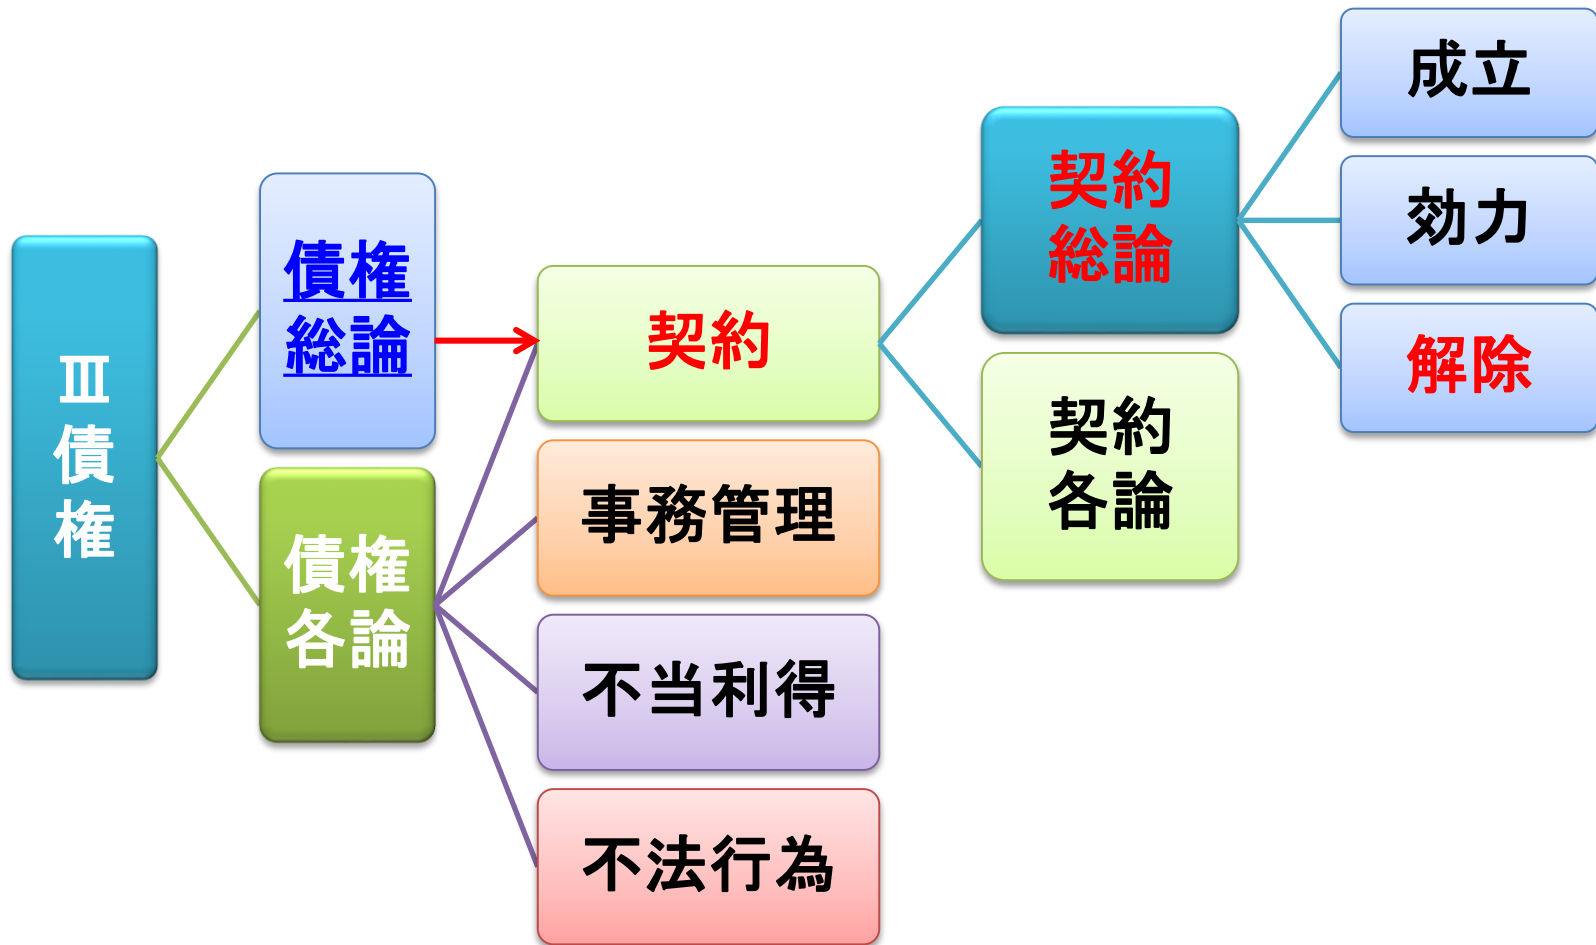 Ⅲ
債
権
債権
総論
債権
各論
契約
事務管理
不当利得
不法行為
契約
総論
契約
各論
成立
効力
解除